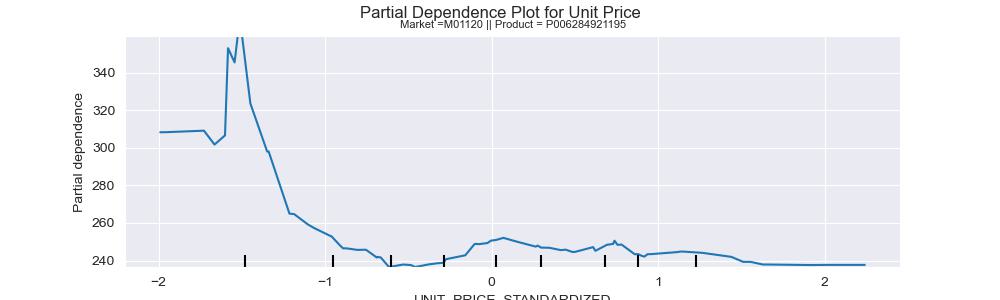 Partial Dependence Plot for Unit Price
Market =M01120 || Product = P006284921195
Partial dependence
340
320
300
280
260
240
−2
−1
0
1
2
UNIT_PRICE_STANDARDIZED